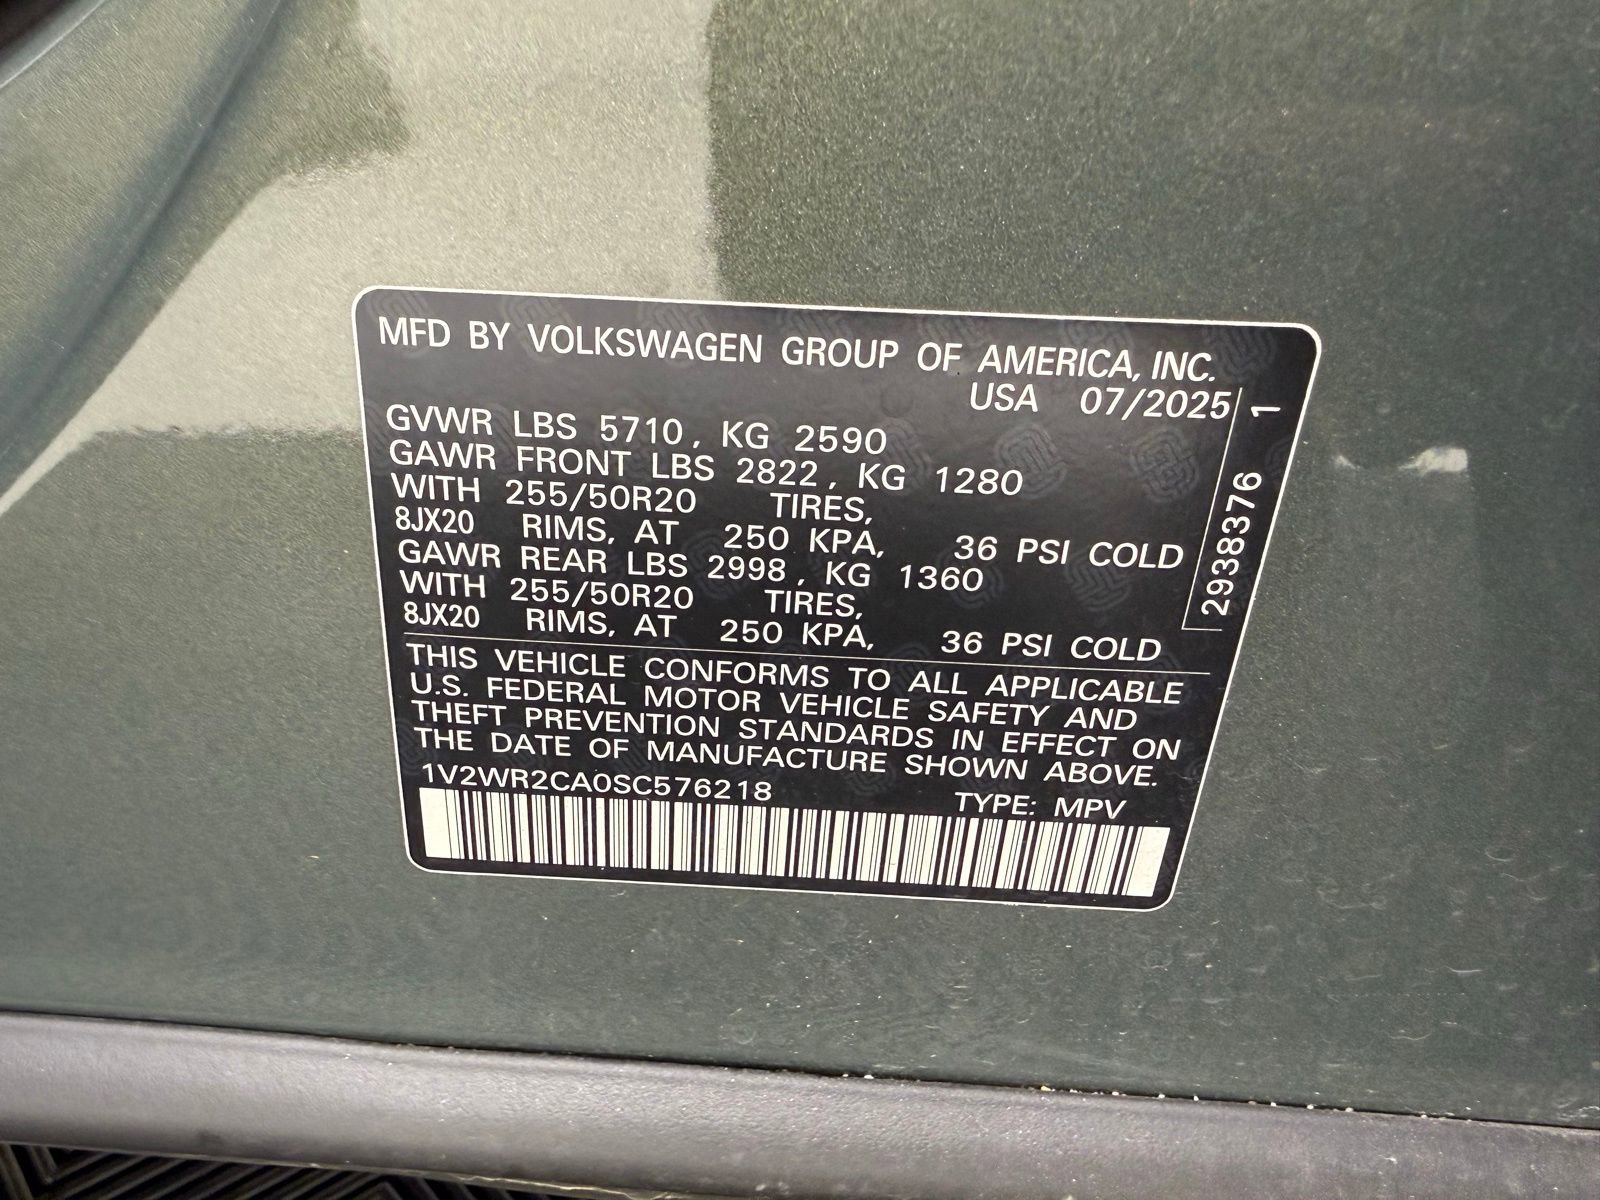 MFD BY VOLKSWAGEN GROUP OF AMERICA, INC.
USA 07/2025
GVWR LBS 5710, KG 2590
GAWR FRONT LBS 2822, KG 1280
WITH 255/50R20 TIRES,
8JX20 RIMS, AT 250 KPA, 36 PSI COLD
GAWR REAR LBS 2998, KG 1360
WITH 255/50R20 TIRES,
8JX20 RIMS, AT 250 KPA, 36 PSI COLD
2938376 1
THIS VEHICLE CONFORMS TO ALL APPLICABLE
U.S. FEDERAL MOTOR VEHICLE SAFETY AND
THEFT PREVENTION STANDARDS IN EFFECT ON
THE DATE OF MANUFACTURE SHOWN ABOVE.
1V2WR2CA0SC576218 TYPE: MPV